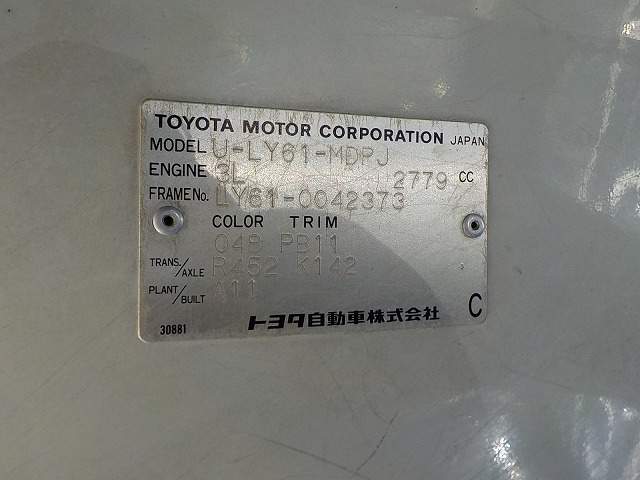 TOYOTA MOTOR CORPORATION JAPAN
MODEL U-LY61-MDPJ
ENGINE 3L 2779 CC
FRAME No. LY61-0042373
COLOR TRIM
049 PB11
TRANS./AXLE R452 K142
PLANT/BUILT A11
30881 トヨタ自動車株式会社 C